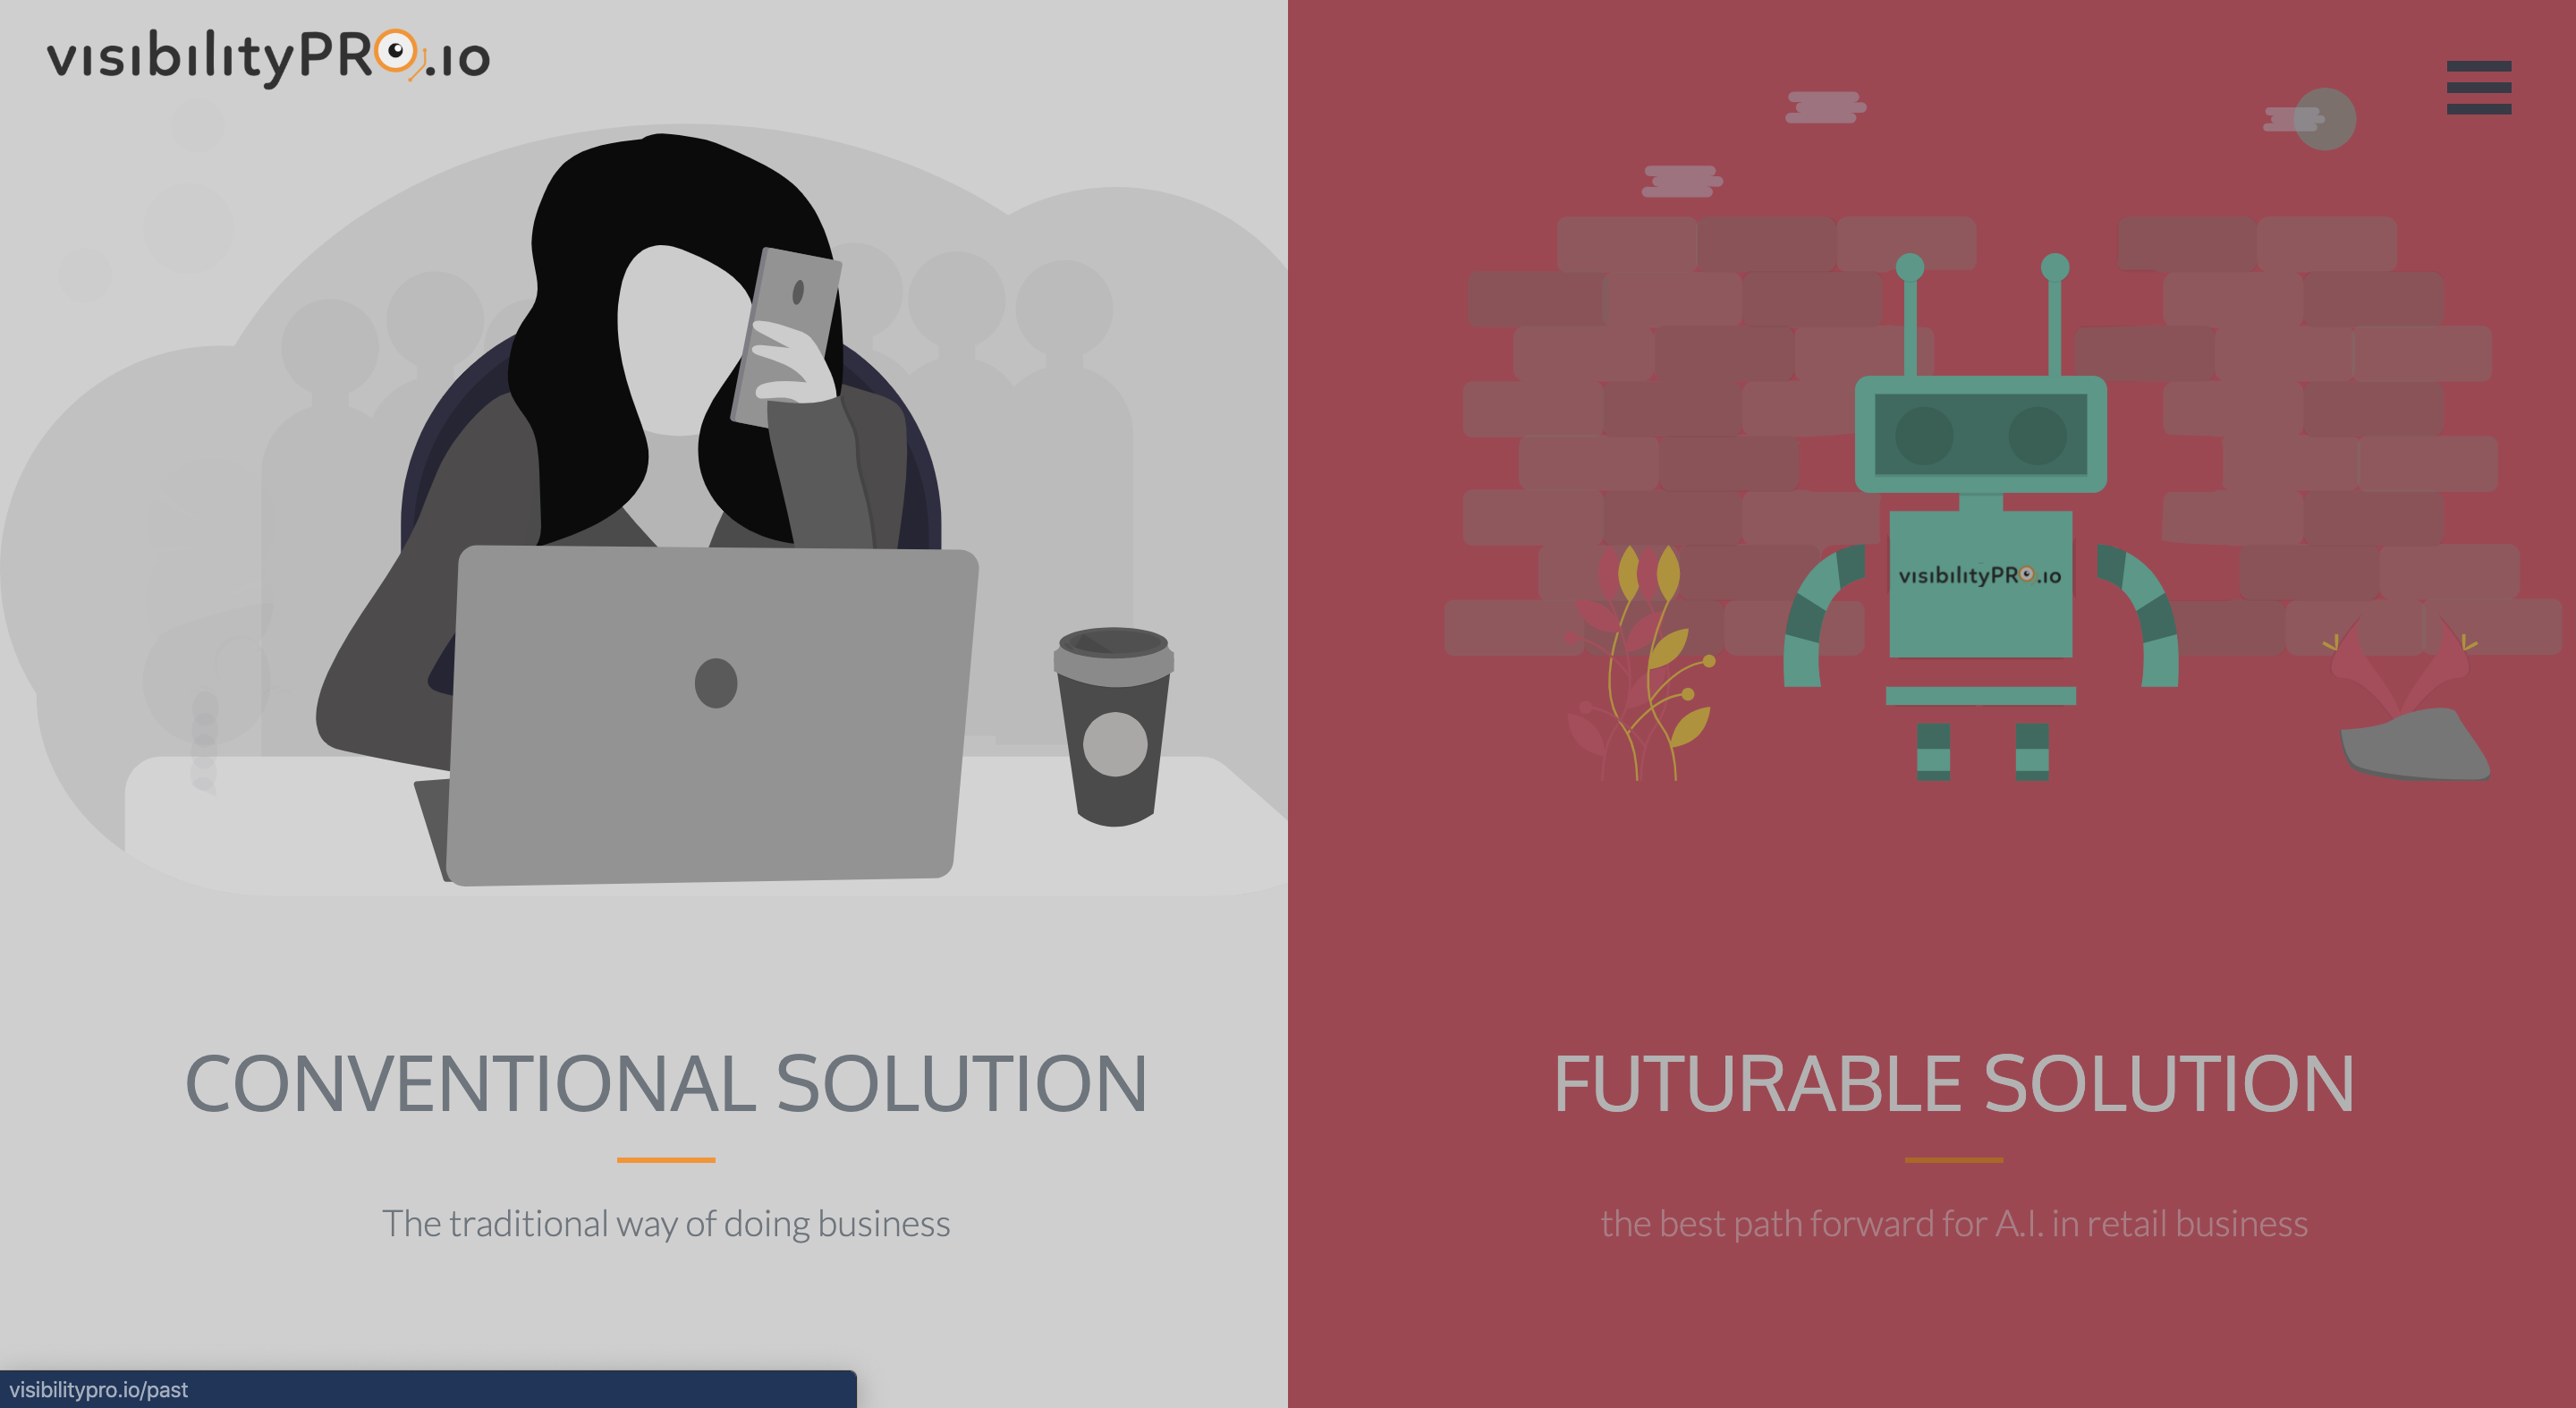 visibilityPRO.io
visibilityPRO.io
CONVENTIONAL SOLUTION
The traditional way of doing business
FUTURABLE SOLUTION
the best path forward for A.I. in retail business
visibilitypro.io/past